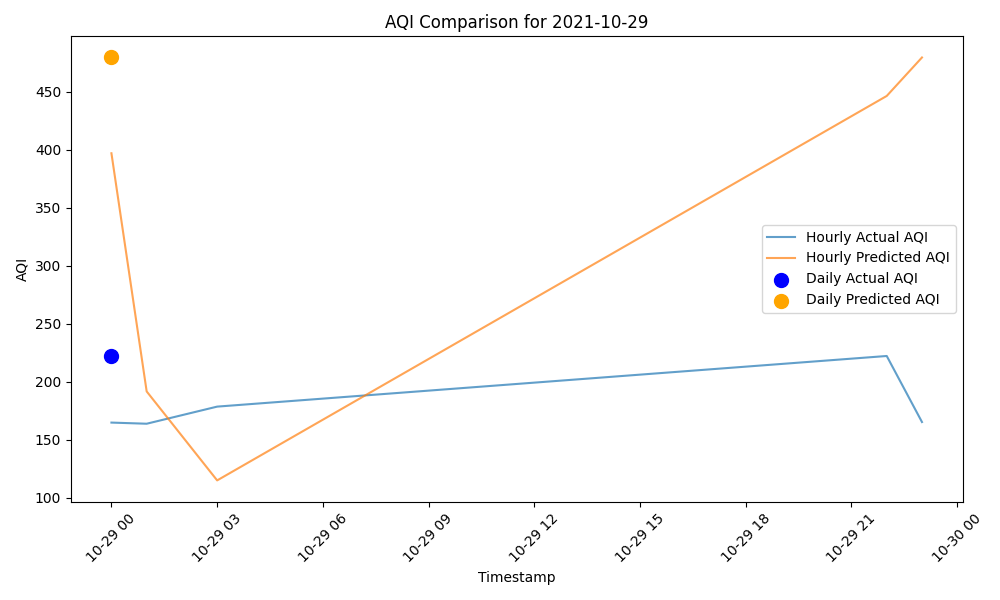 AQI Comparison for 2021-10-29
AQI
450
400
350
300
250
200
150
100
Hourly Actual AQI
Hourly Predicted AQI
Daily Actual AQI
Daily Predicted AQI
10-29 00
10-29 03
10-29 06
10-29 09
10-29 12
10-29 15
10-29 18
10-29 21
10-30 00
Timestamp